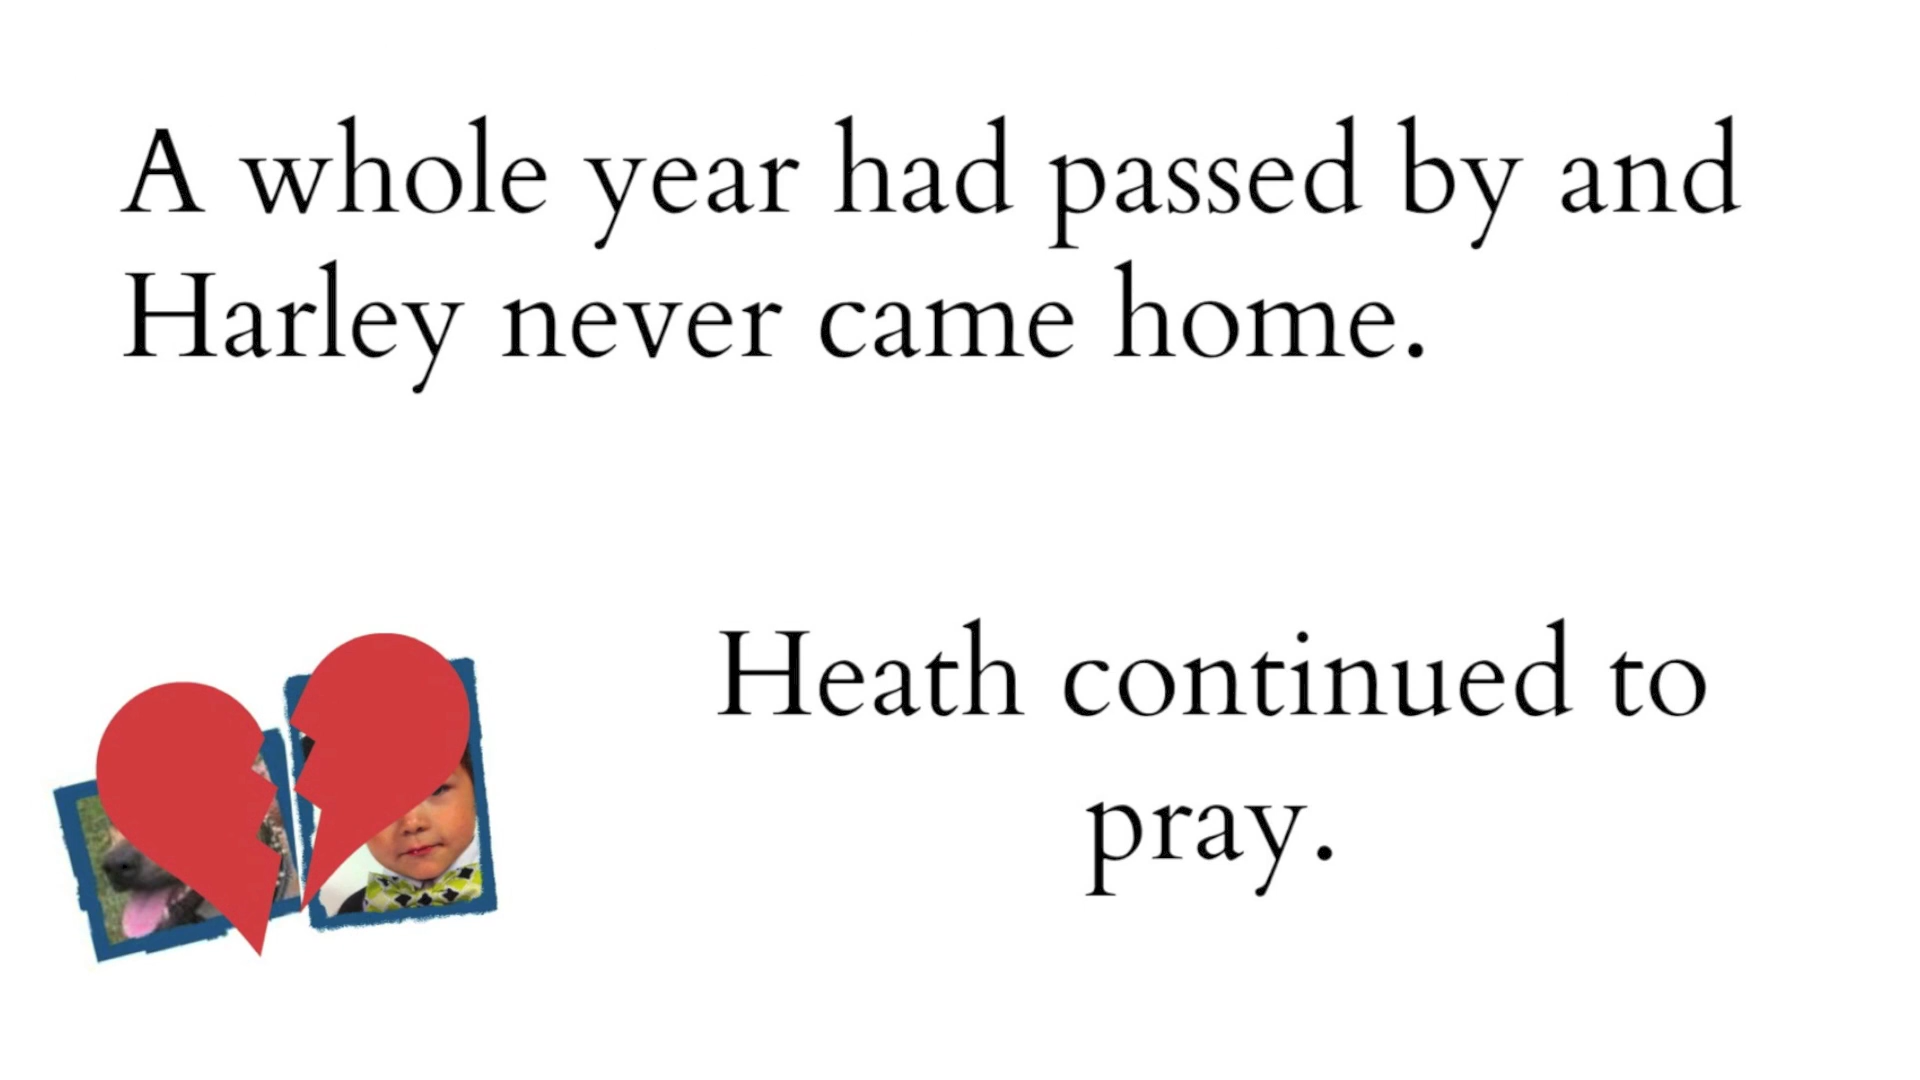 A whole year had passed by and
Harley never came home.
Heath continued to
pray.